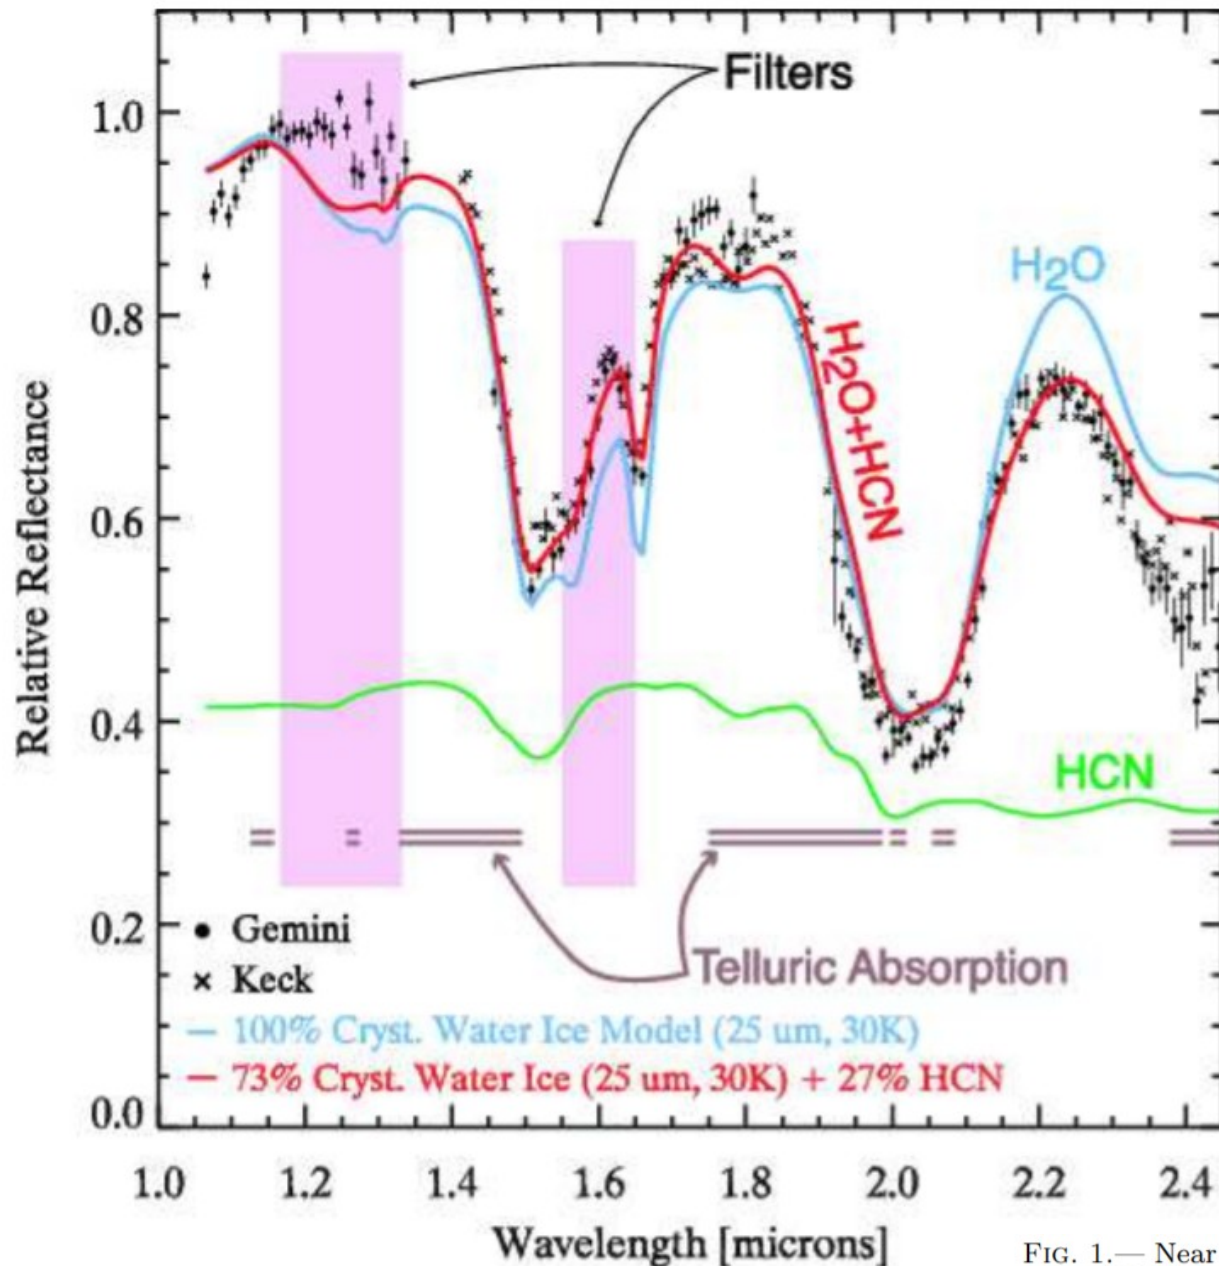 Filters
1.0
0.8
0.6
0.4
0.2
0.0
Relative Reflectance
H2O
H2O+HCN
HCN
Gemini
Keck
Telluric Absorption
100% Cryst. Water Ice Model (25 um, 30K)
73% Cryst. Water Ice (25 um, 30K) + 27% HCN
1.0 1.2 1.4 1.6 1.8 2.0 2.2 2.4
Wavelength [microns]
FIG. 1.— Near